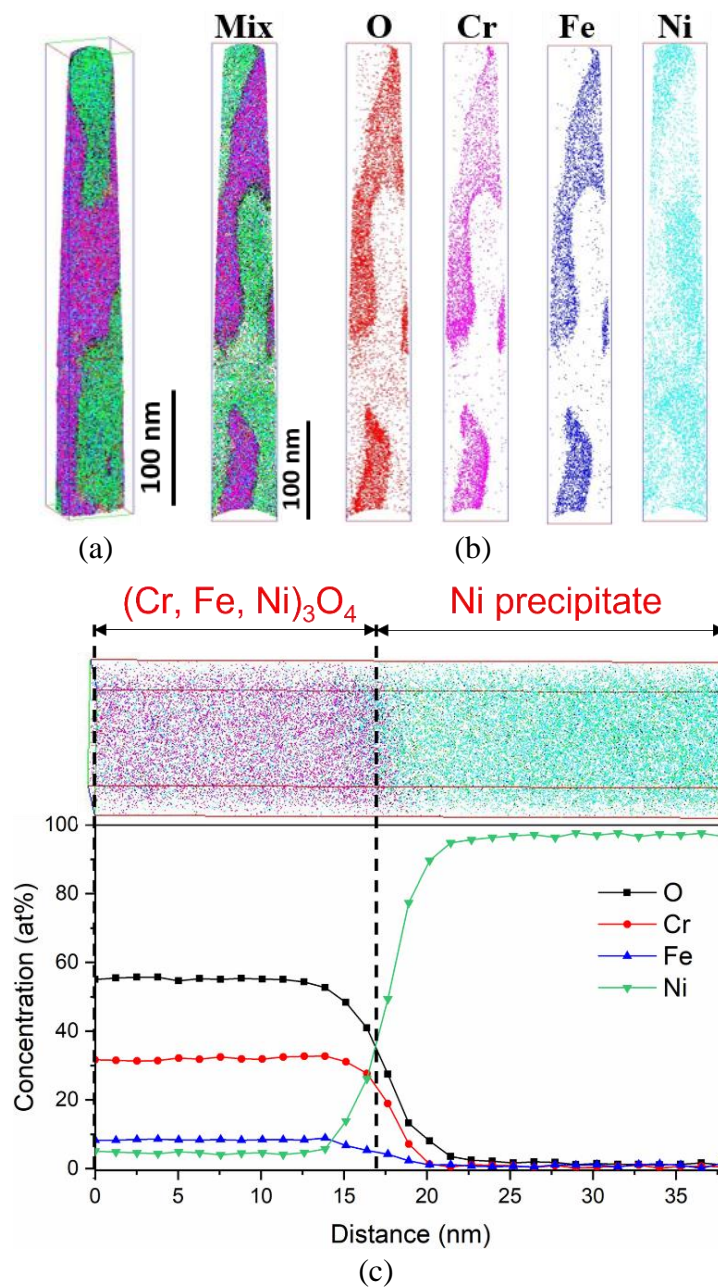 Mix O Cr Fe Ni
100 nm
100 nm
(a) (b)
(Cr, Fe, Ni)₃O₄ Ni precipitate
100
80
60
40
20
0
Concentration (at%)
O
Cr
Fe
Ni
0 5 10 15 20 25 30 35
Distance (nm)
(c)